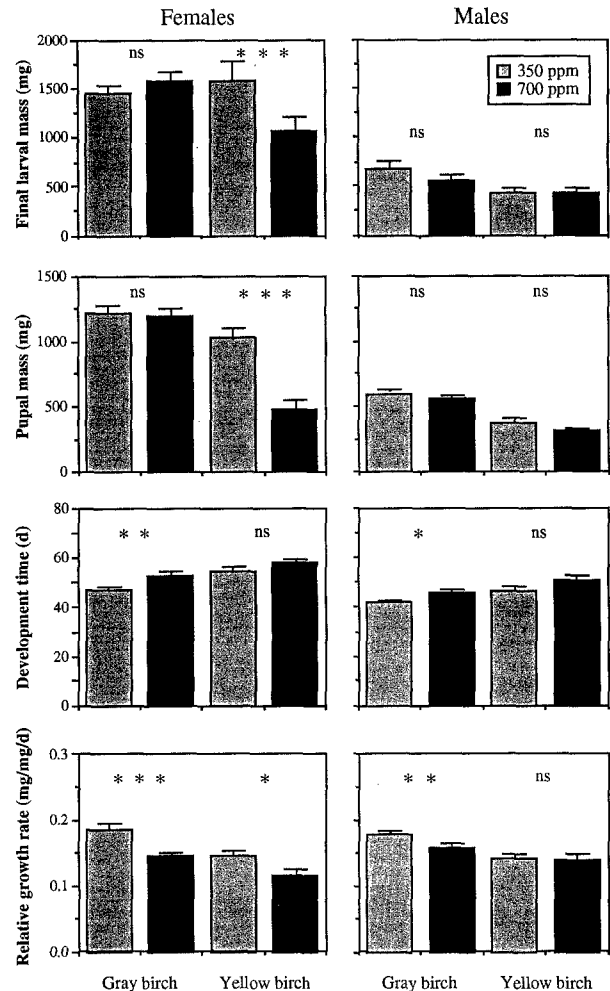 Females Males
Final larval mass (mg)
2000
1500
1000
500
0
ns * * *
350 ppm
700 ppm
ns ns
Pupal mass (mg)
1500
1000
500
0
ns * * *
ns ns
Development time (d)
80
60
40
20
0
* * ns
* ns
Relative growth rate (mg/mg/d)
0.3
0.2
0.1
0.0
* * * *
* * ns
Gray birch Yellow birch Gray birch Yellow birch